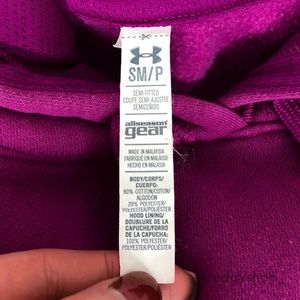 SM/P
SEMI-FITTED
COUPE SEMI-AJUSTÉE
SEMICEÑIDO
allseason
gear
MADE IN MALAYSIA
FABRIQUÉ EN MALAISIE
HECHO EN MALASIA
BODY/CORPS/
CUERPO:
80% COTTON/COTON/
ALGODÓN
20% POLYESTER/
POLYESTER/POLIÉSTER
HOOD LINING/
DOUBLURE DE LA
CAPUCHE/FORRO
DE LA CAPUCHA:
100% POLYESTER/
POLYESTER/POLIÉSTER